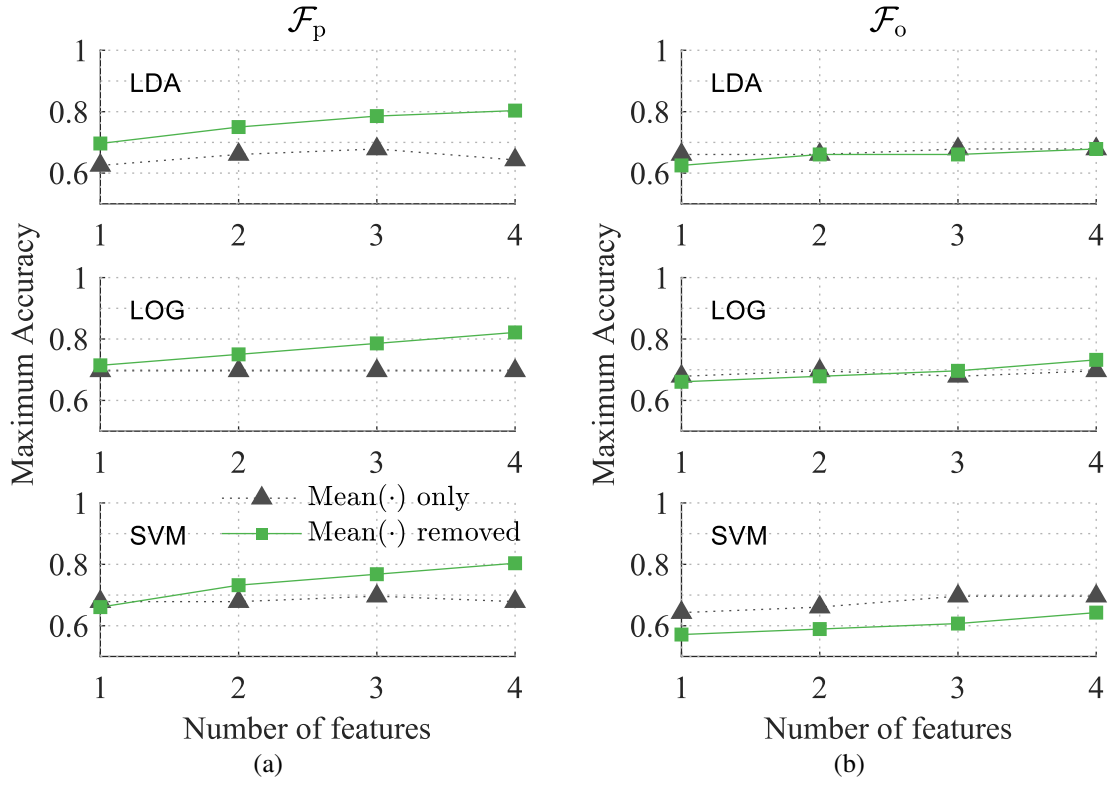 𝓕ₚ
1
LDA
0.8
0.6
1 2 3 4
1
LOG
0.8
0.6
1 2 3 4
1
Mean(·) only
Mean(·) removed
SVM
0.8
0.6
1 2 3 4
Maximum Accuracy
Number of features
(a)
𝓕ₒ
1
LDA
0.8
0.6
1 2 3 4
1
LOG
0.8
0.6
1 2 3 4
1
SVM
0.8
0.6
1 2 3 4
Maximum Accuracy
Number of features
(b)